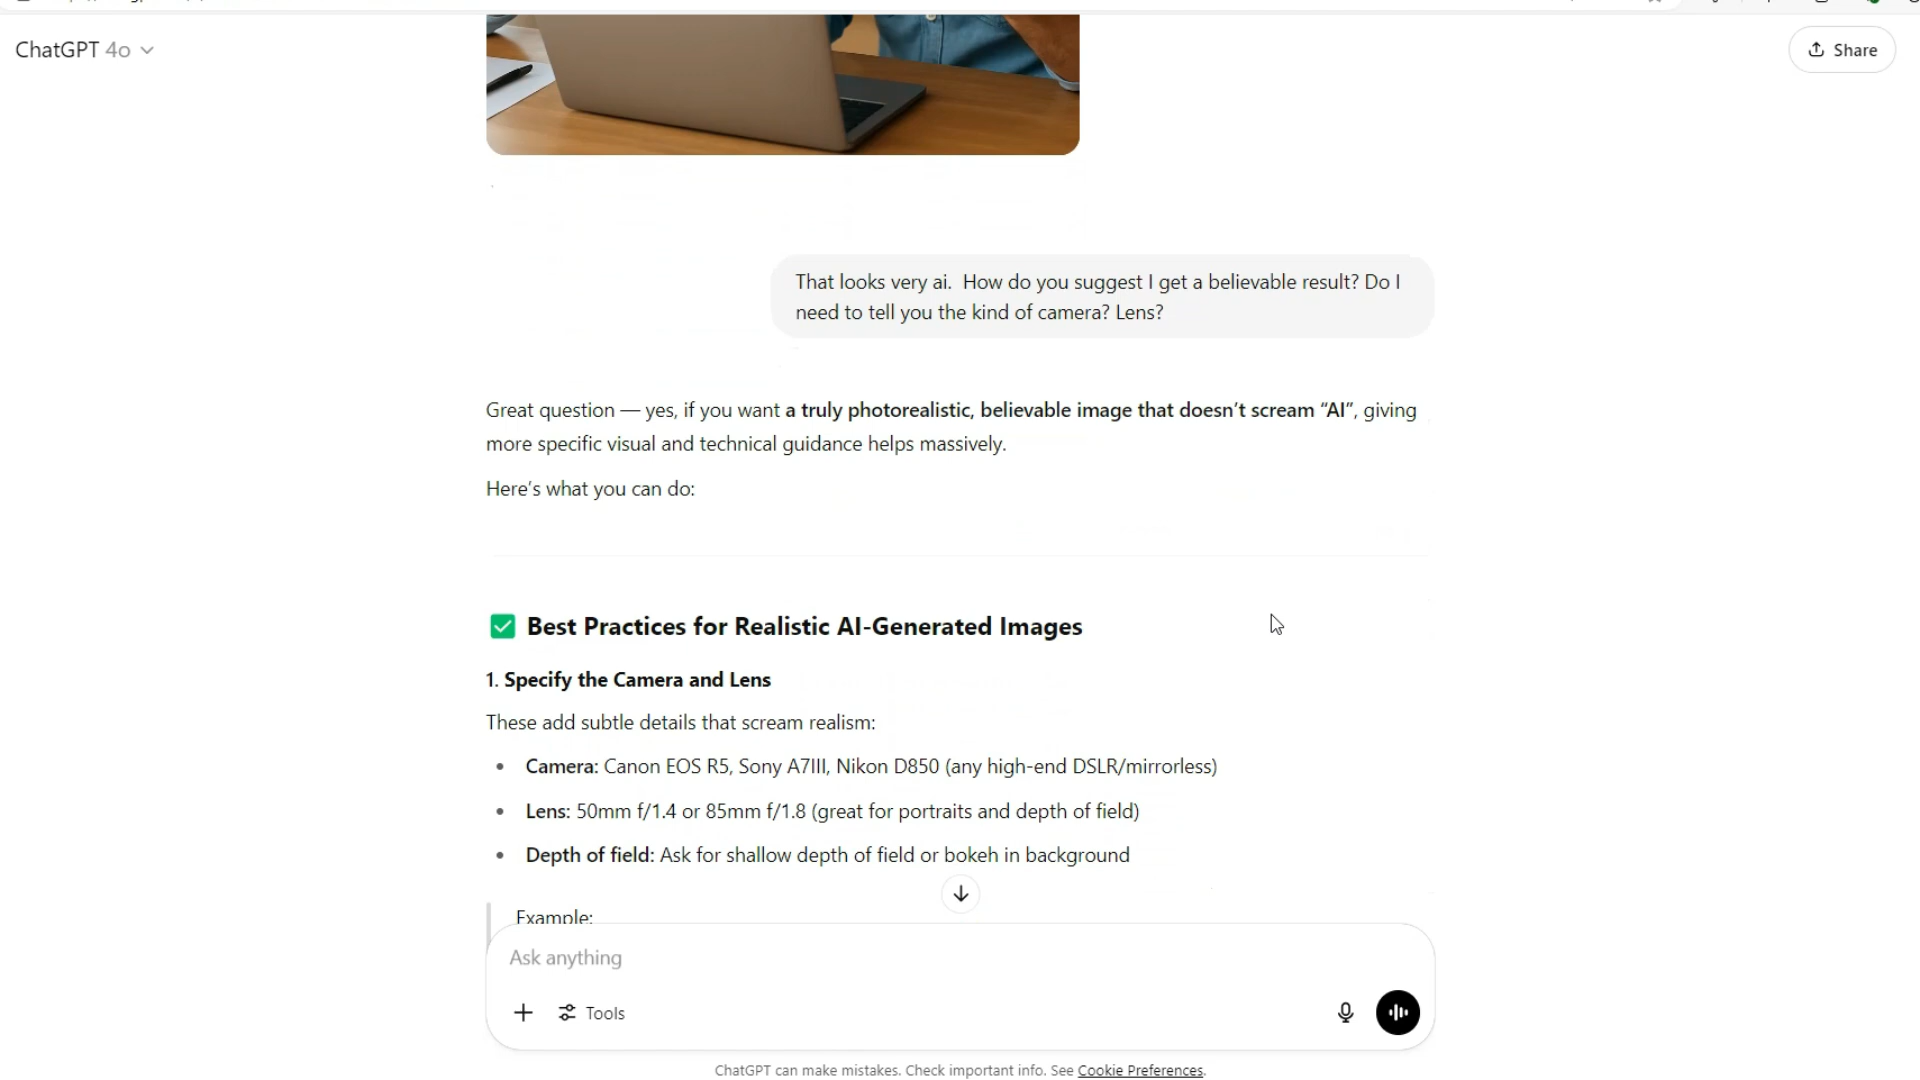 ChatGPT 4o
Share
That looks very ai.  How do you suggest I get a believable result? Do I
need to tell you the kind of camera? Lens?
Great question — yes, if you want a truly photorealistic, believable image that doesn’t scream “AI”, giving
more specific visual and technical guidance helps massively.
Here’s what you can do:
✅ Best Practices for Realistic AI-Generated Images
1. Specify the Camera and Lens
These add subtle details that scream realism:
• Camera: Canon EOS R5, Sony A7III, Nikon D850 (any high-end DSLR/mirrorless)
• Lens: 50mm f/1.4 or 85mm f/1.8 (great for portraits and depth of field)
• Depth of field: Ask for shallow depth of field or bokeh in background
Example:
Ask anything
Tools
ChatGPT can make mistakes. Check important info. See Cookie Preferences.